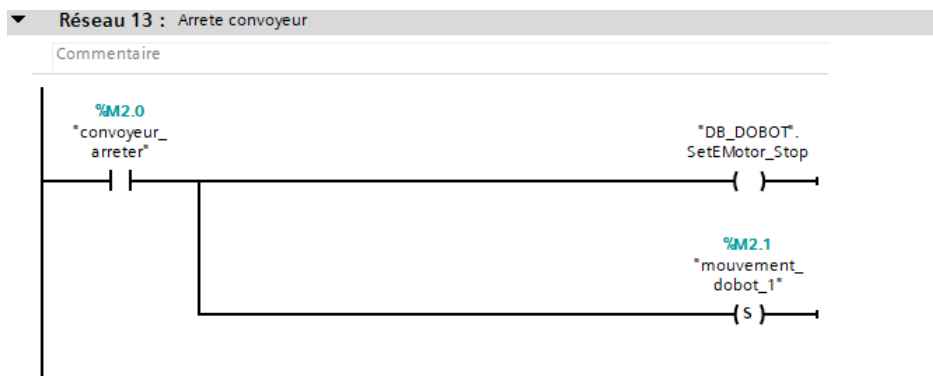 Réseau 13 : Arrete convoyeur
Commentaire
%M2.0
"convoyeur_
arreter"
"DB_DOBOT".
SetEMotor_Stop
%M2.1
"mouvement_
dobot_1"
S